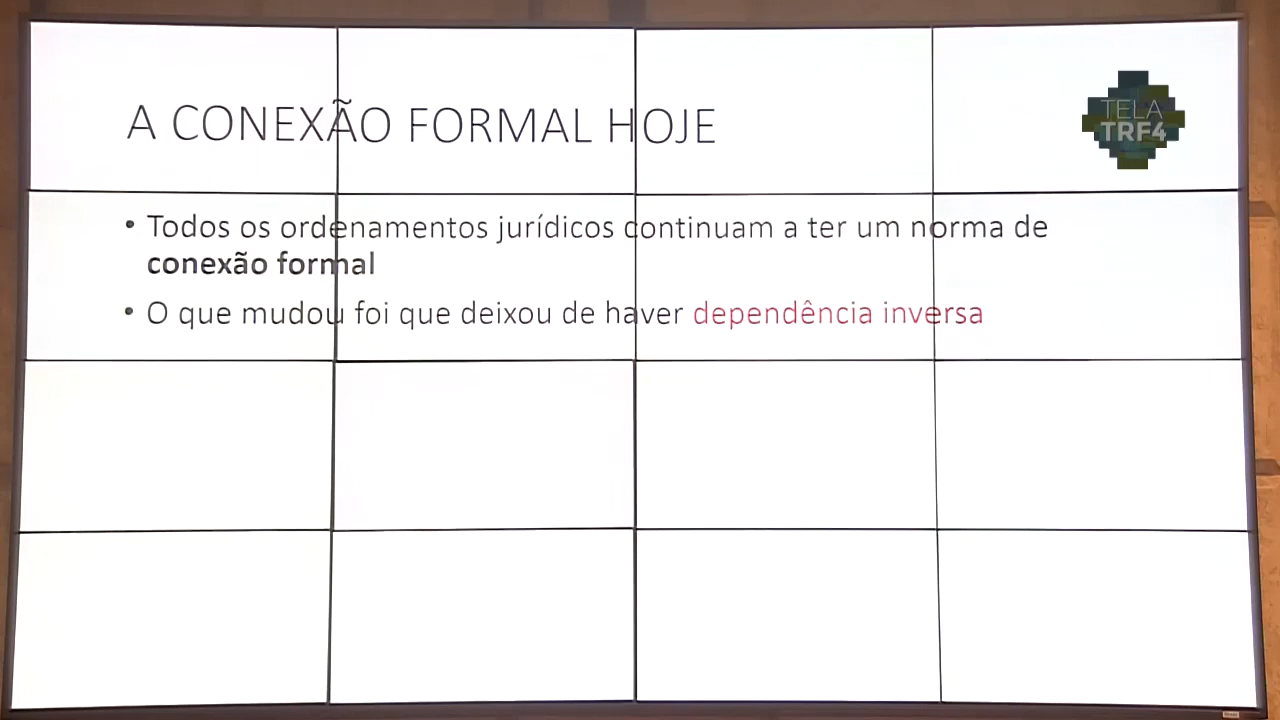 A CONEXÃO FORMAL HOJE
TELA
TRF4
• Todos os ordenamentos jurídicos continuam a ter um norma de
conexão formal
• O que mudou foi que deixou de haver dependência inversa